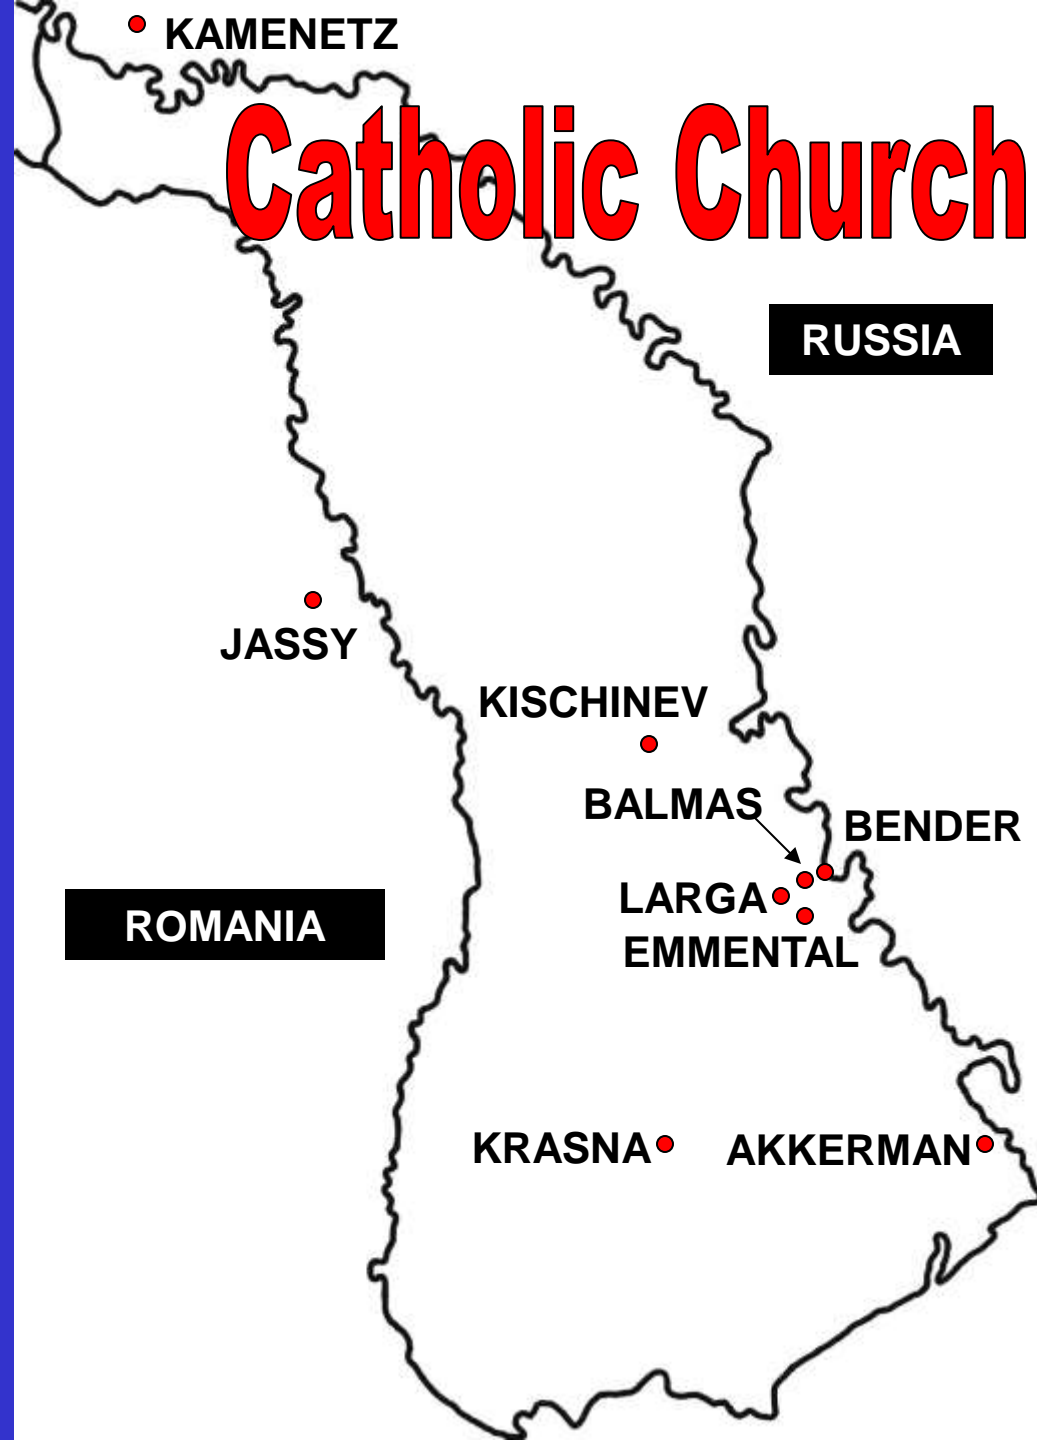 KAMENETZ
Catholic Church
RUSSIA
JASSY
KISCHINEV
BALMAS
BENDER
LARGA
ROMANIA
EMMENTAL
KRASNA
AKKERMAN